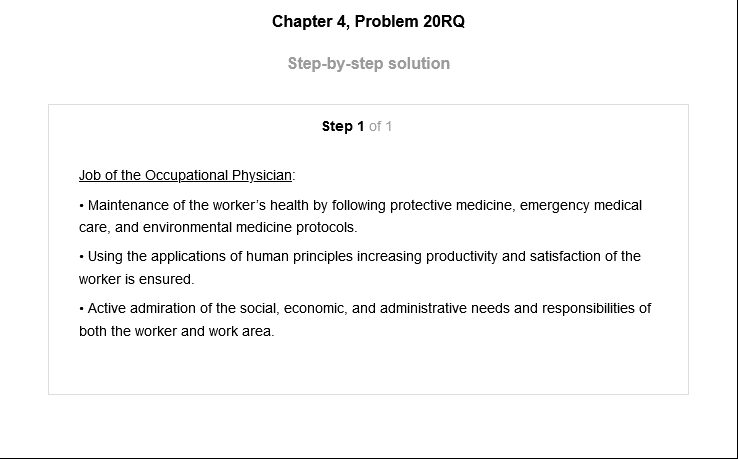 Chapter 4, Problem 20RQ
Step-by-step solution
Step 1 of 1
Job of the Occupational Physician:
• Maintenance of the worker's health by following protective medicine, emergency medical
care, and environmental medicine protocols.
• Using the applications of human principles increasing productivity and satisfaction of the
worker is ensured.
• Active admiration of the social, economic, and administrative needs and responsibilities of
both the worker and work area.